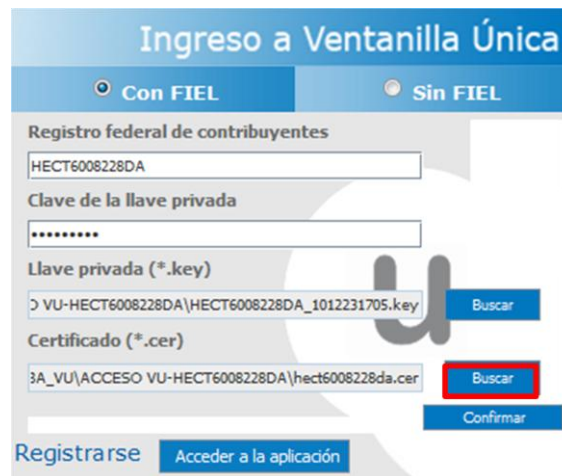 Ingreso a Ventanilla Única
Con FIEL Sin FIEL
Registro federal de contribuyentes
HECT6008228DA
Clave de la llave privada
•••••••••
Llave privada (*.key)
O VU-HECT6008228DA\HECT6008228DA_1012231705.key Buscar
Certificado (*.cer)
BA_VU\ACCESO VU-HECT6008228DA\hect6008228da.cer Buscar
Confirmar
Registrarse Acceder a la aplicación
u